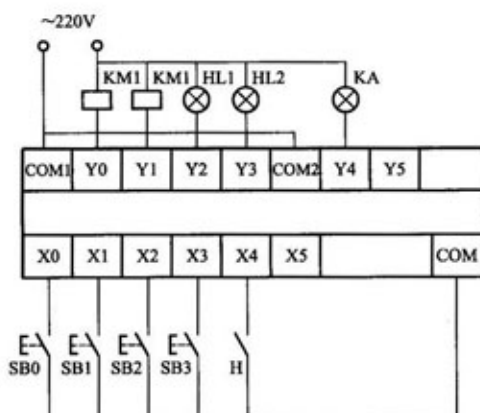 ~220V
KM1 KM1 HL1 HL2 KA
COM1 Y0 Y1 Y2 Y3 COM2 Y4 Y5
X0 X1 X2 X3 X4 X5 COM
SB0 SB1 SB2 SB3 H